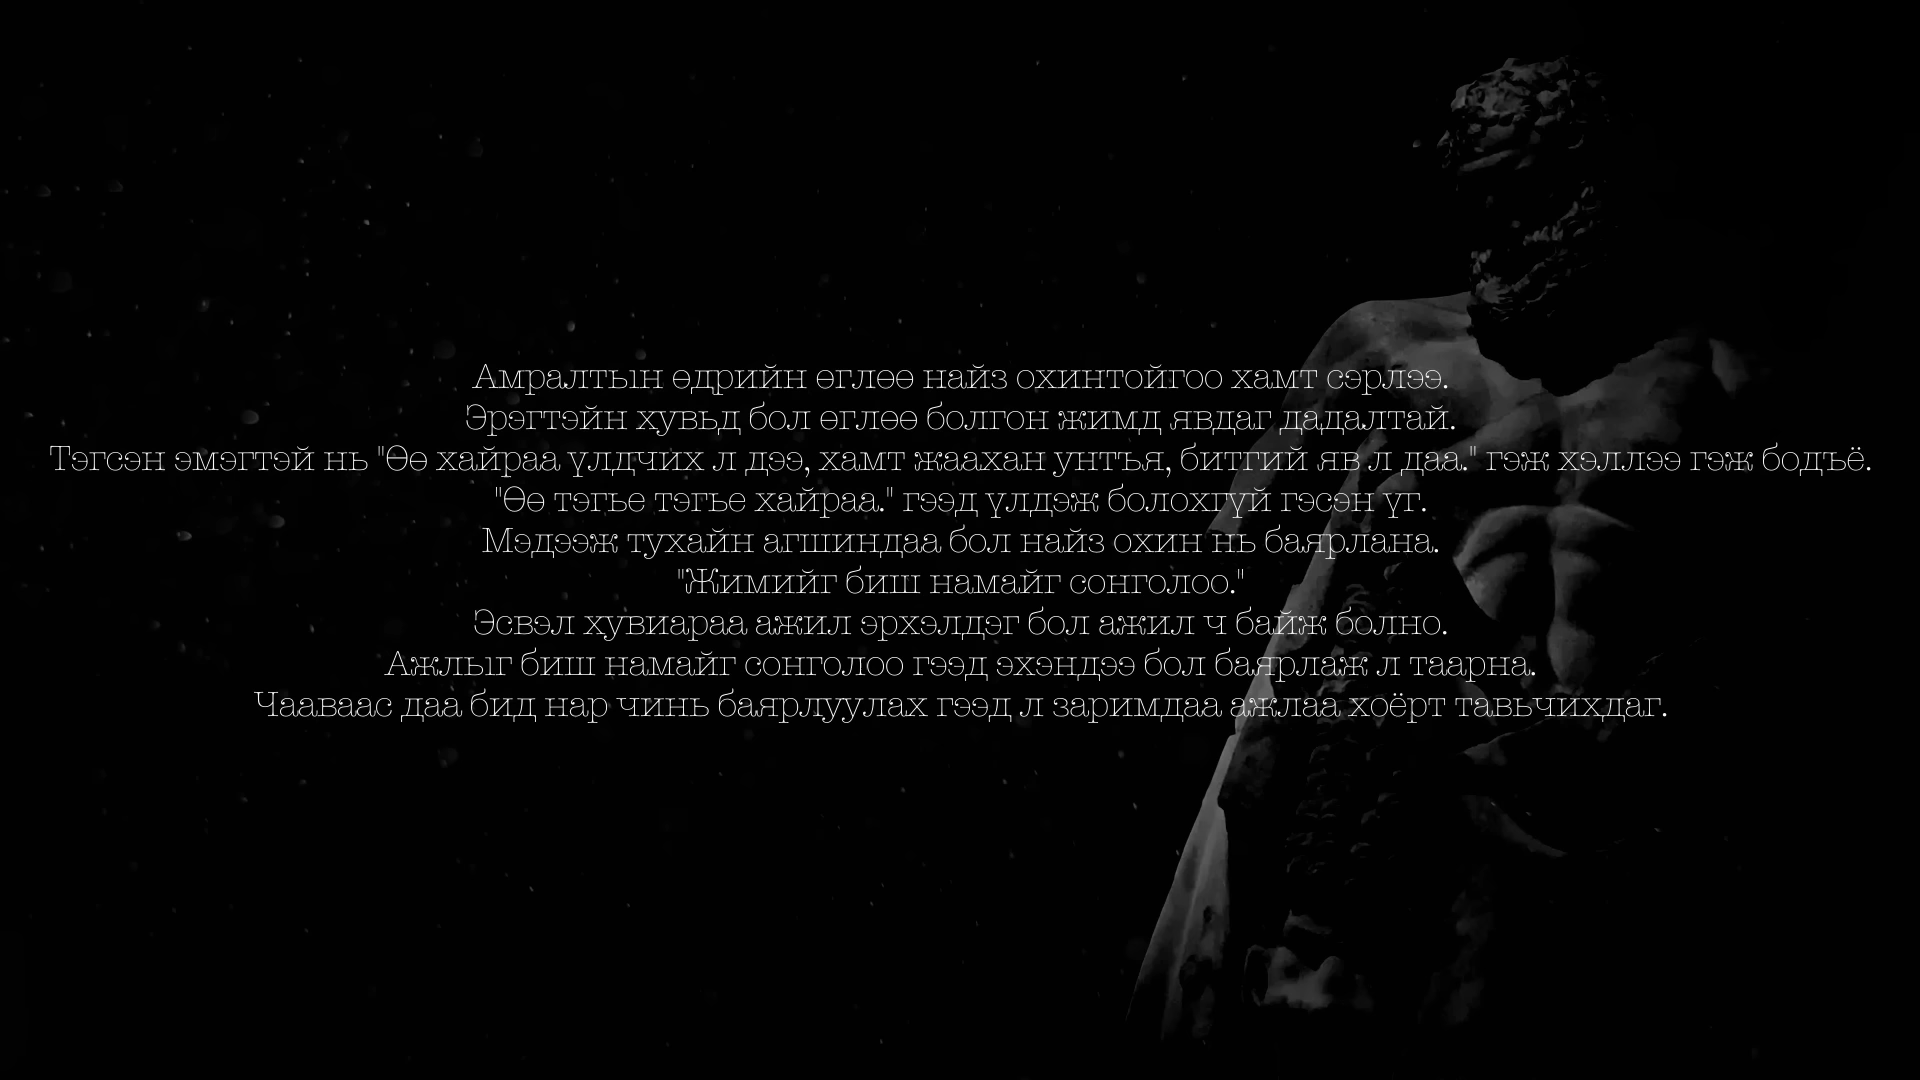 Амралтын өдрийн өглөө найз охинтойгоо хамт сэрлээ.
Эрэгтэйн хувьд бол өглөө болгон жимд явдаг дадалтай.
Тэгсэн эмэгтэй нь "Өө хайраа үлдчих л дээ, хамт жаахан унтъя, битгий яв л даа." гэж хэллээ гэж бодъё.
"Өө тэгье тэгье хайраа." гээд үлдэж болохгүй гэсэн үг.
Мэдээж тухайн агшиндаа бол найз охин нь баярлана.
"Жимийг биш намайг сонголоо."
Эсвэл хувиараа ажил эрхэлдэг бол ажил ч байж болно.
Ажлыг биш намайг сонголоо гээд эхэндээ бол баярлаж л таарна.
Чааваас даа бид нар чинь баярлуулах гээд л заримдаа ажлаа хоёрт тавьчихдаг.